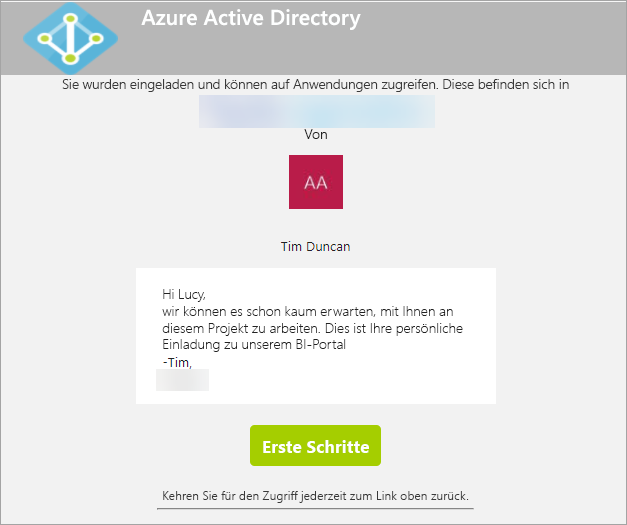 Azure Active Directory
Sie wurden eingeladen und können auf Anwendungen zugreifen. Diese befinden sich in
Von
AA
Tim Duncan
Hi Lucy,
wir können es schon kaum erwarten, mit Ihnen an
diesem Projekt zu arbeiten. Dies ist Ihre persönliche
Einladung zu unserem BI-Portal
-Tim,
Erste Schritte
Kehren Sie für den Zugriff jederzeit zum Link oben zurück.